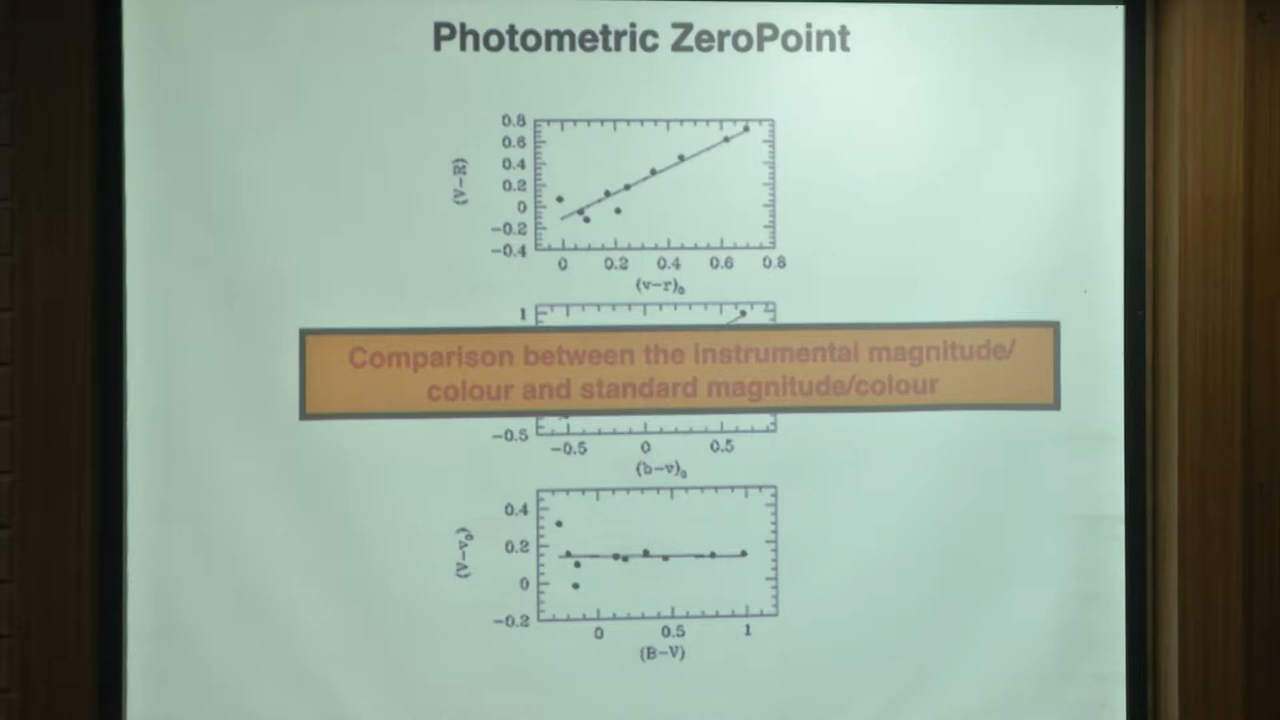 Photometric ZeroPoint
0.8
0.6
0.4
0.2
0
−0.2
−0.4
(V−R)
0 0.2 0.4 0.6 0.8
(v−r)₀
1
Comparison between the instrumental magnitude/
colour and standard magnitude/colour
−0.5
−0.5 0 0.5
(b−v)₀
0.4
0.2
0
−0.2
(V−v₀)
0 0.5 1
(B−V)